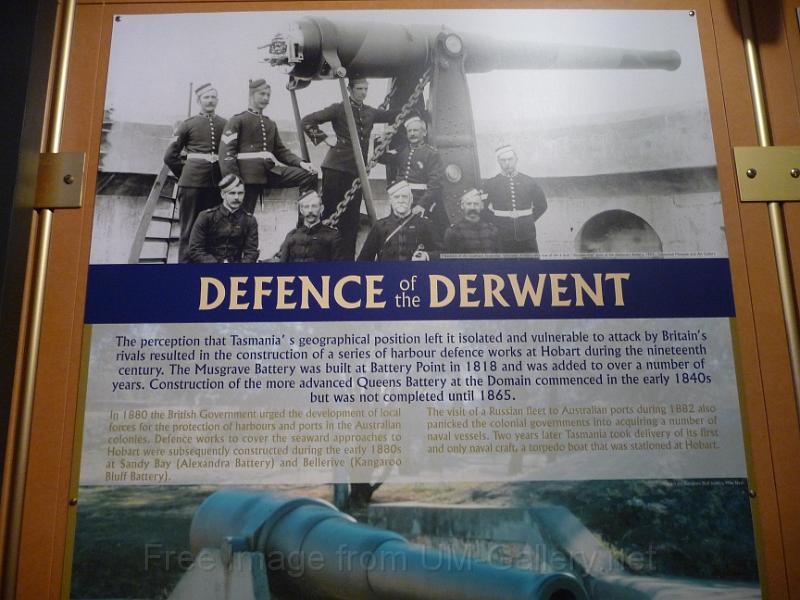 DEFENCE of the DERWENT
The perception that Tasmania' s geographical position left it isolated and vulnerable to attack by Britain's
rivals resulted in the construction of a series of harbour defence works at Hobart during the nineteenth
century. The Musgrave Battery was built at Battery Point in 1818 and was added to over a number of
years. Construction of the more advanced Queens Battery at the Domain commenced in the early 1840s
but was not completed until 1865.
In 1880 the British Government urged the development of local
forces for the protection of harbours and ports in the Australian
colonies. Defence works to cover the seaward approaches to
Hobart were subsequently constructed during the early 1880s
at Sandy Bay (Alexandra Battery) and Bellerive (Kangaroo
Bluff Battery).
The visit of a Russian fleet to Australian ports during 1882 also
panicked the colonial governments into acquiring a number of
naval vessels. Two years later Tasmania took delivery of its first
and only naval craft, a torpedo boat that was stationed at Hobart.
Free Image from UM-Gallery.net